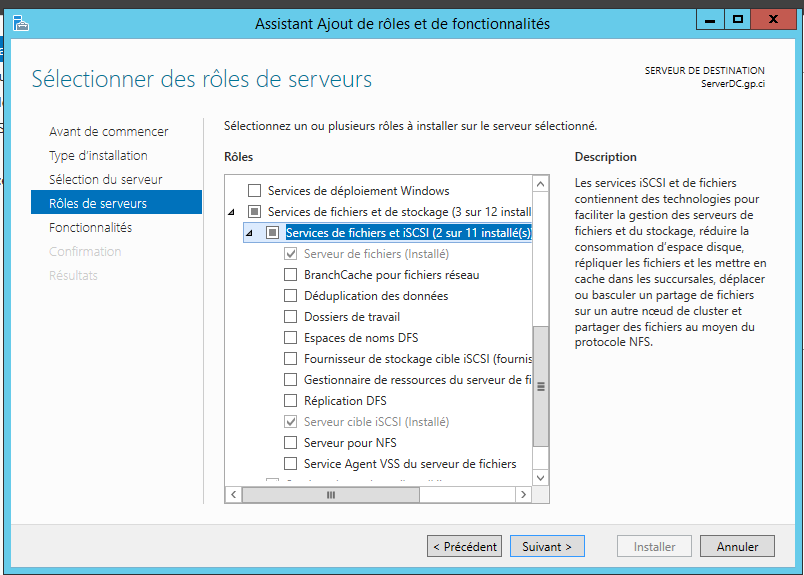 Assistant Ajout de rôles et de fonctionnalités
Sélectionner des rôles de serveurs
SERVEUR DE DESTINATION
ServerDC.gp.ci
Avant de commencer
Type d'installation
Sélection du serveur
Rôles de serveurs
Fonctionnalités
Confirmation
Résultats
Sélectionnez un ou plusieurs rôles à installer sur le serveur sélectionné.
Rôles
Services de déploiement Windows
Services de fichiers et de stockage (3 sur 12 install
Services de fichiers et iSCSI (2 sur 11 installé(s)
Serveur de fichiers (Installé)
BranchCache pour fichiers réseau
Déduplication des données
Dossiers de travail
Espaces de noms DFS
Fournisseur de stockage cible iSCSI (fournis
Gestionnaire de ressources du serveur de fi
Réplication DFS
Serveur cible iSCSI (Installé)
Serveur pour NFS
Service Agent VSS du serveur de fichiers
Description
Les services iSCSI et de fichiers
contiennent des technologies pour
faciliter la gestion des serveurs de
fichiers et du stockage, réduire la
consommation d'espace disque,
répliquer les fichiers et les mettre en
cache dans les succursales, déplacer
ou basculer un partage de fichiers
sur un autre nœud de cluster et
partager des fichiers au moyen du
protocole NFS.
< Précédent
Suivant >
Installer
Annuler